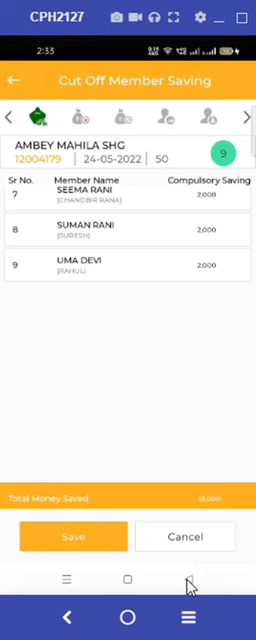 CPH2127
2:33
Cut Off Member Saving
AMBEY MAHILA SHG
12004179 | 24-05-2022 | 50
9
Sr No. Member Name Compulsory Saving
7 SEEMA RANI 2,000
[CHANDBIR RANA]
8 SUMAN RANI 2,000
[SURESH]
9 UMA DEVI 2,000
[RAHUL]
Total Money Saved 18,000
Save Cancel